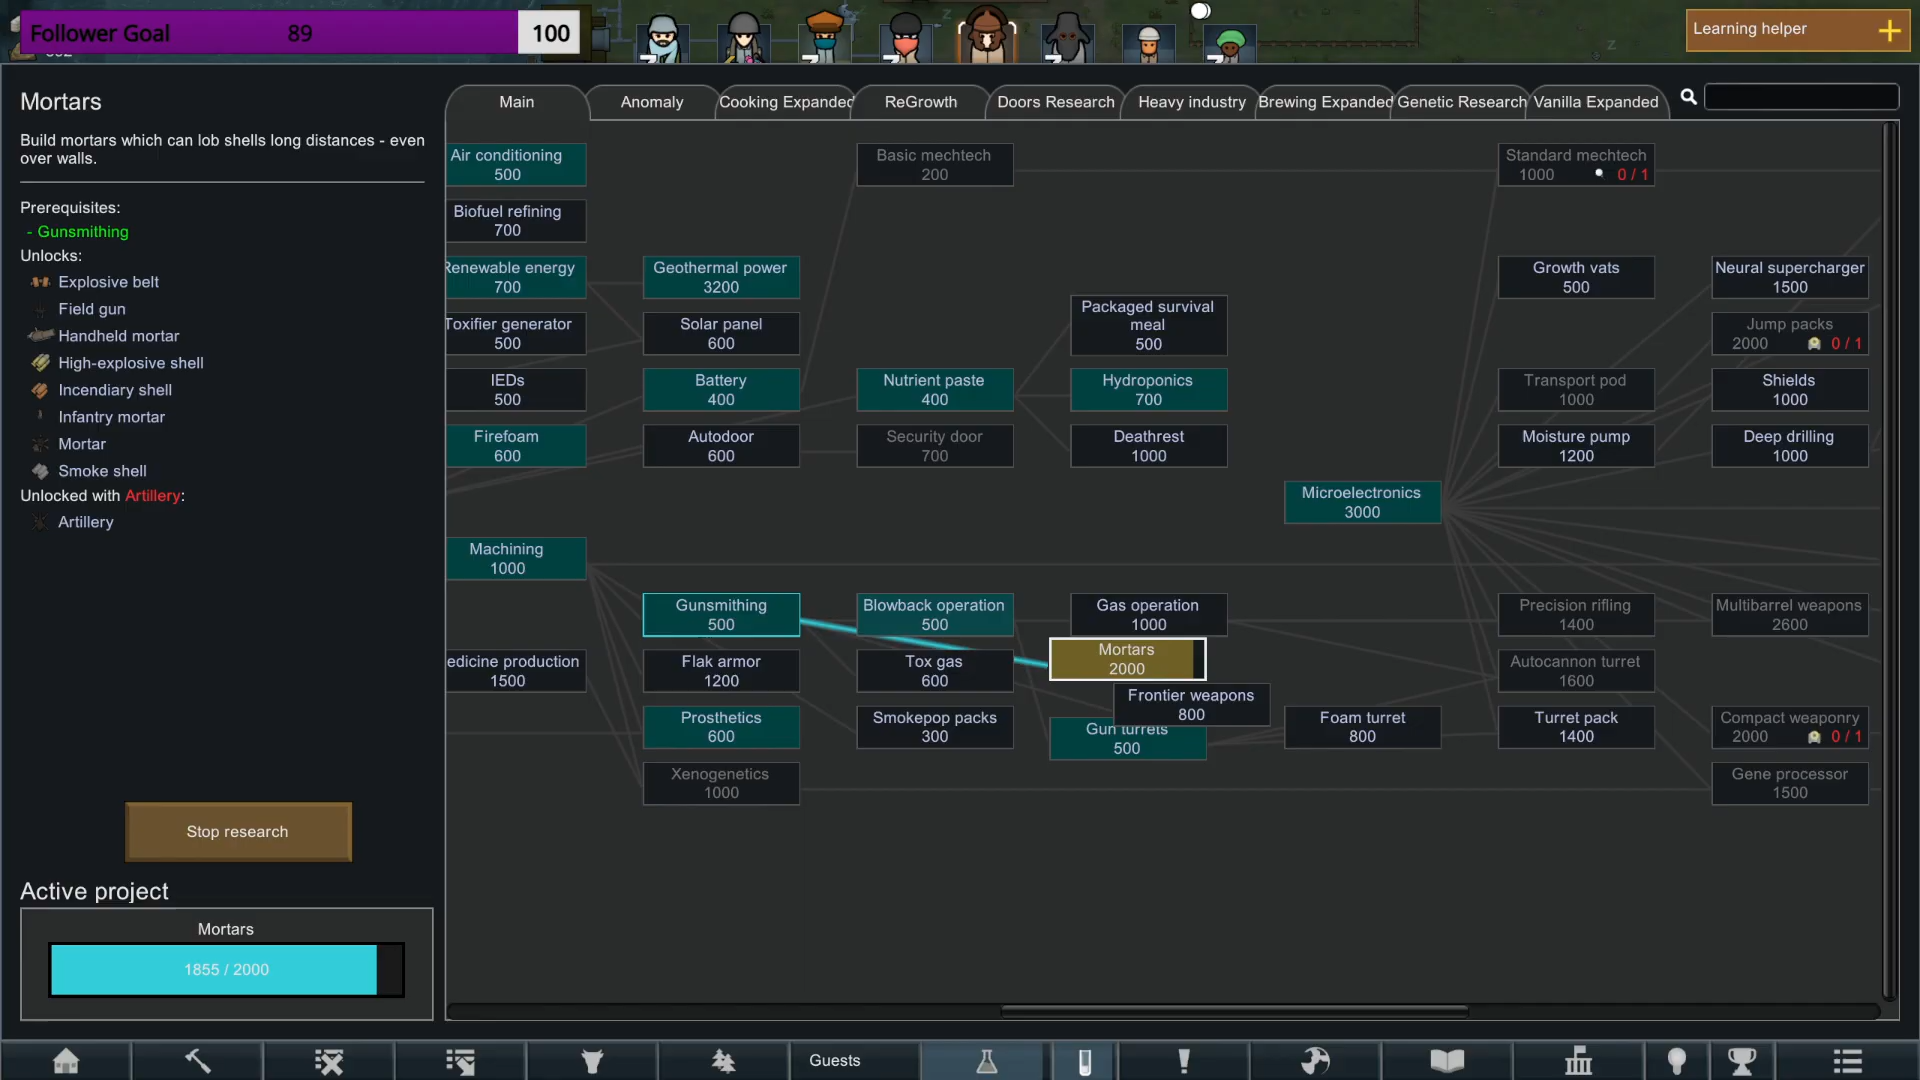 Follower Goal 89 100
Learning helper
Mortars
Build mortars which can lob shells long distances - even
over walls.
Prerequisites:
- Gunsmithing
Unlocks:
Explosive belt
Field gun
Handheld mortar
High-explosive shell
Incendiary shell
Infantry mortar
Mortar
Smoke shell
Unlocked with Artillery:
Artillery
Stop research
Active project
Mortars
1855 / 2000
Main
Anomaly
Cooking Expanded
ReGrowth
Doors Research
Heavy industry
Brewing Expanded
Genetic Research
Vanilla Expanded
Air conditioning
500
Basic mechtech
200
Standard mechtech
1000 0 / 1
Biofuel refining
700
Renewable energy
700
Geothermal power
3200
Growth vats
500
Neural supercharger
1500
Toxifier generator
500
Solar panel
600
Packaged survival
meal
500
Jump packs
2000 0 / 1
IEDs
500
Battery
400
Nutrient paste
400
Hydroponics
700
Transport pod
1000
Shields
1000
Firefoam
600
Autodoor
600
Security door
700
Deathrest
1000
Moisture pump
1200
Deep drilling
1000
Microelectronics
3000
Machining
1000
Gunsmithing
500
Blowback operation
500
Gas operation
1000
Precision rifling
1400
Multibarrel weapons
2600
edicine production
1500
Flak armor
1200
Tox gas
600
Mortars
2000
Autocannon turret
1600
Frontier weapons
800
Prosthetics
600
Smokepop packs
300
Gun turrets
500
Foam turret
800
Turret pack
1400
Compact weaponry
2000 0 / 1
Xenogenetics
1000
Gene processor
1500
Guests